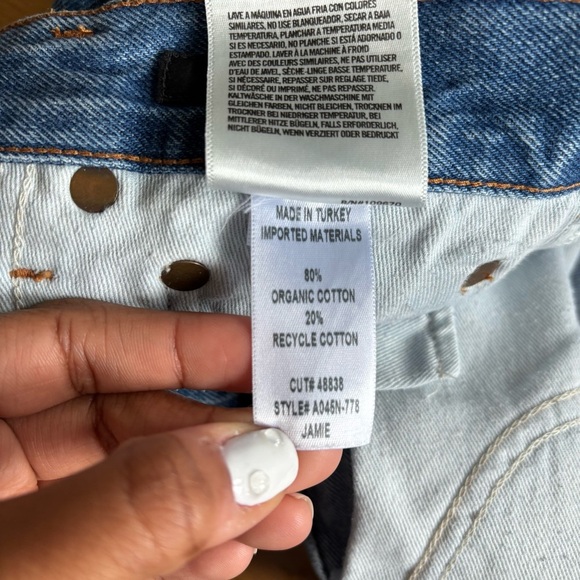 LAVE A MÁQUINA EN AGUA FRIA CON COLORES
SIMILARES, NO USE BLANQUEADOR, SECAR A BAJA
TEMPERATURA, PLANCHAR A TEMPERATURA MEDIA
SI ES NECESARIO, NO PLANCHAR SI ESTÁ ADORNADO O
ESTAMPADO. LAVER À LA MACHINE À FROID
AVEC COULEURS SIMILAIRES, NE PAS UTILISER
D'EAU DE JAVEL, SÈCHE-LINGE BASSE TEMPÉRATURE,
SI NÉCESSAIRE, REPASSER SUR RÉGLAGE TIEDE,
SI DÉCORÉ OU IMPRIMÉ, NE PAS REPASSER.
KALTWÄSCHE IN DER WASCHMASCHINE MIT
GLEICHEN FARBEN, NICHT BLEICHEN, TROCKNEN IM
TROCKNER BEI NIEDRIGER TEMPERATUR, BEI
MITTLERER HITZE BÜGELN, FALLS ERFORDERLICH,
NICHT BÜGELN, WENN VERZIERT ODER BEDRUCKT
MADE IN TURKEY
IMPORTED MATERIALS
80%
ORGANIC COTTON
20%
RECYCLE COTTON
CUT# 48838
STYLE# A045N-778
JAMIE